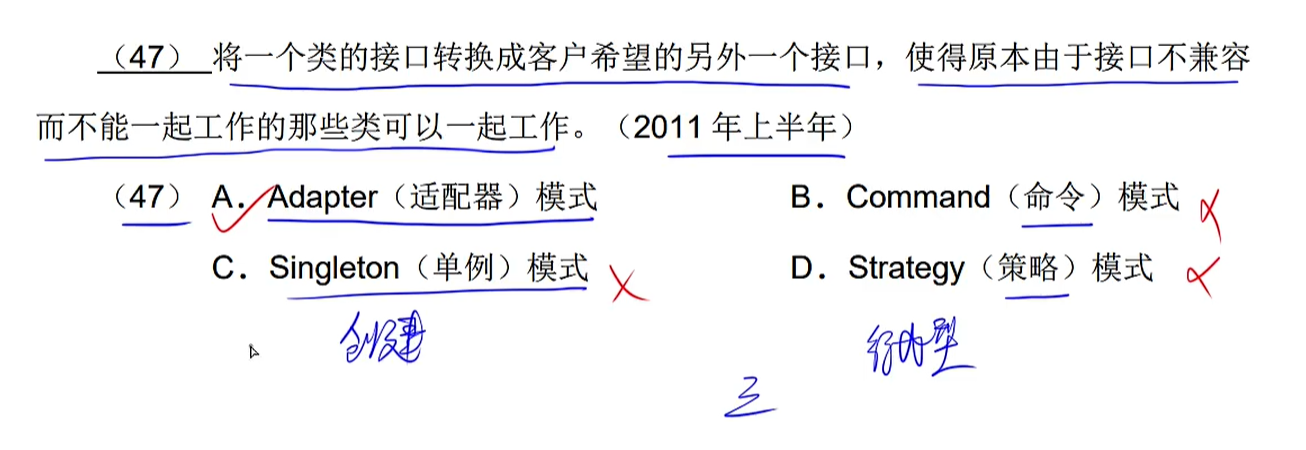 (47) 将一个类的接口转换成客户希望的另外一个接口，使得原本由于接口不兼容
而不能一起工作的那些类可以一起工作。（2011 年上半年）
（47） A．Adapter（适配器）模式 B．Command（命令）模式
C．Singleton（单例）模式 D．Strategy（策略）模式
创建 行为型
三